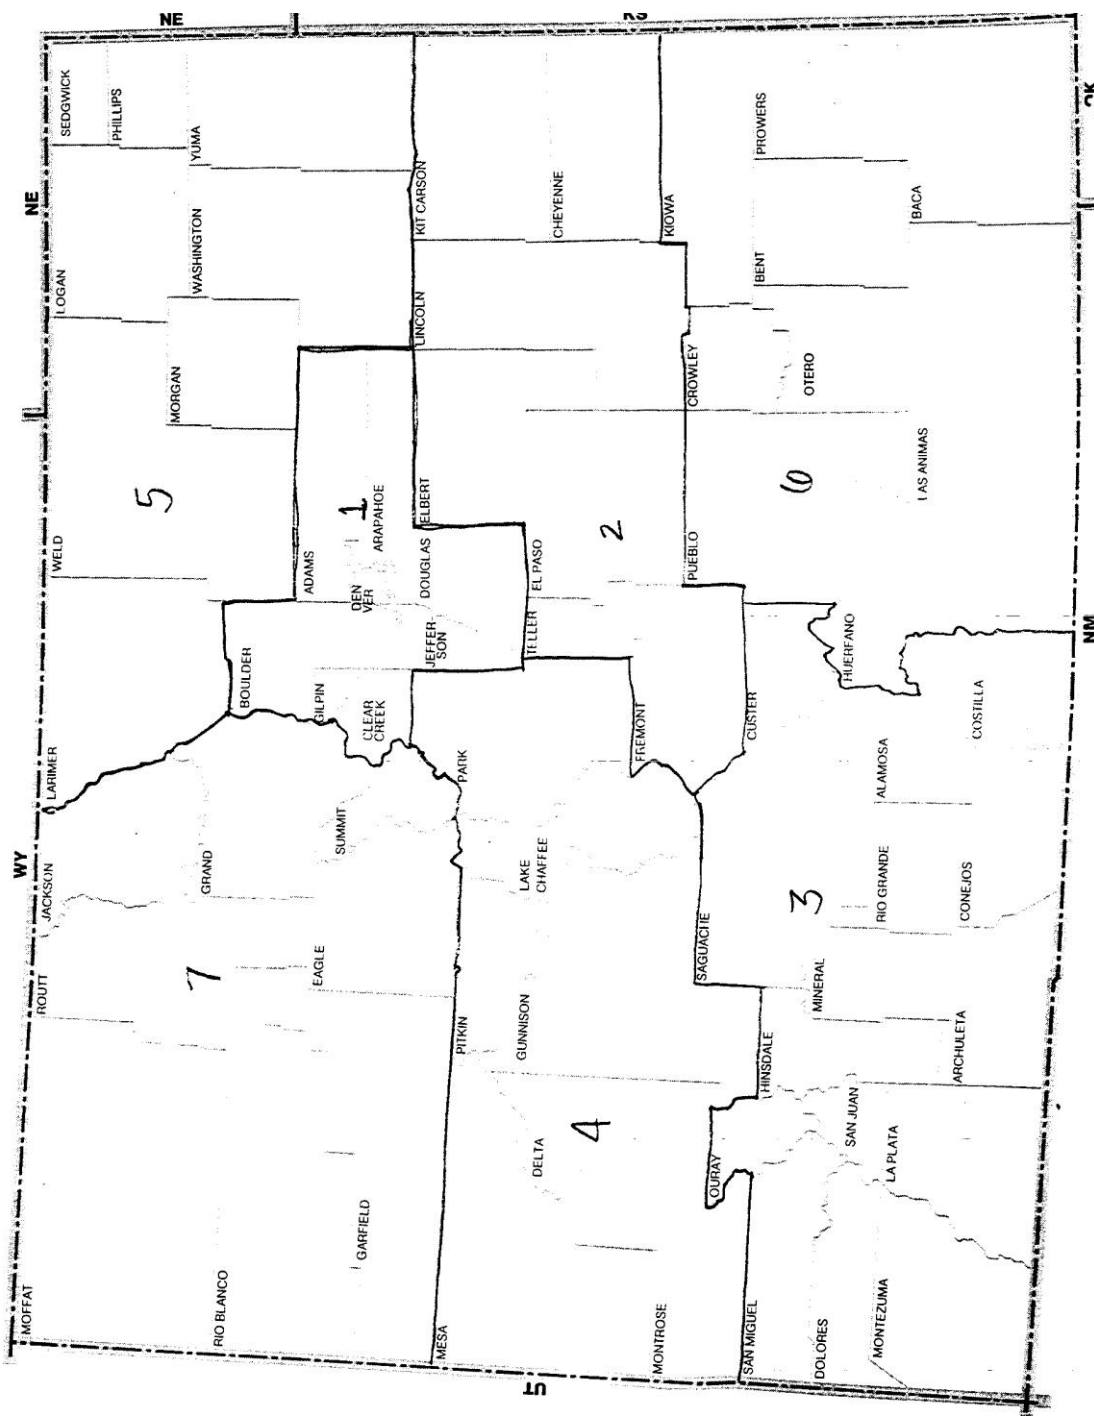 WY
NE
NE
KS
OK
NM
UT
MOFFAT
ROUTT
JACKSON
LARIMER
WELD
LOGAN
SEDGWICK
PHILLIPS
MORGAN
WASHINGTON
YUMA
RIO BLANCO
GRAND
BOULDER
5
7
GARFIELD
EAGLE
SUMMIT
GILPIN
CLEAR
CREEK
ADAMS
DEN
VER
1
ARAPAHOE
JEFFER-
SON
DOUGLAS
ELBERT
LINCOLN
KIT CARSON
MESA
PITKIN
PARK
DELTA
GUNNISON
LAKE
CHAFFEE
TELLER
EL PASO
CHEYENNE
4
2
MONTROSE
OURAY
HINSDALE
SAGUACHE
FREMONT
CUSTER
PUEBLO
CROWLEY
KIOWA
SAN MIGUEL
DOLORES
SAN JUAN
MINERAL
3
HUERFANO
6
OTERO
BENT
PROWERS
MONTEZUMA
LA PLATA
ARCHULETA
RIO GRANDE
ALAMOSA
CONEJOS
COSTILLA
LAS ANIMAS
BACA